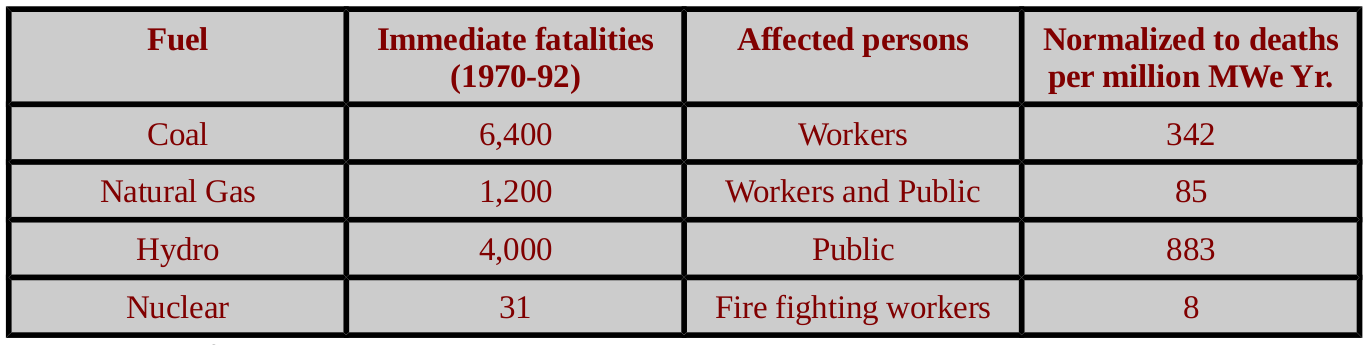 Fuel Immediate fatalities Affected persons Normalized to deaths
(1970-92) per million MWe Yr.
Coal 6,400 Workers 342
Natural Gas 1,200 Workers and Public 85
Hydro 4,000 Public 883
Nuclear 31 Fire fighting workers 8